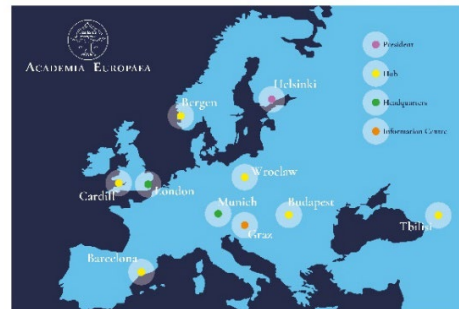 ACADEMIA EUROPAEA
President
Hub
Headquarters
Information Centre
Helsinki
Bergen
Wroclaw
Cardiff
London
Munich
Budapest
Graz
Tbilisi
Barcelona